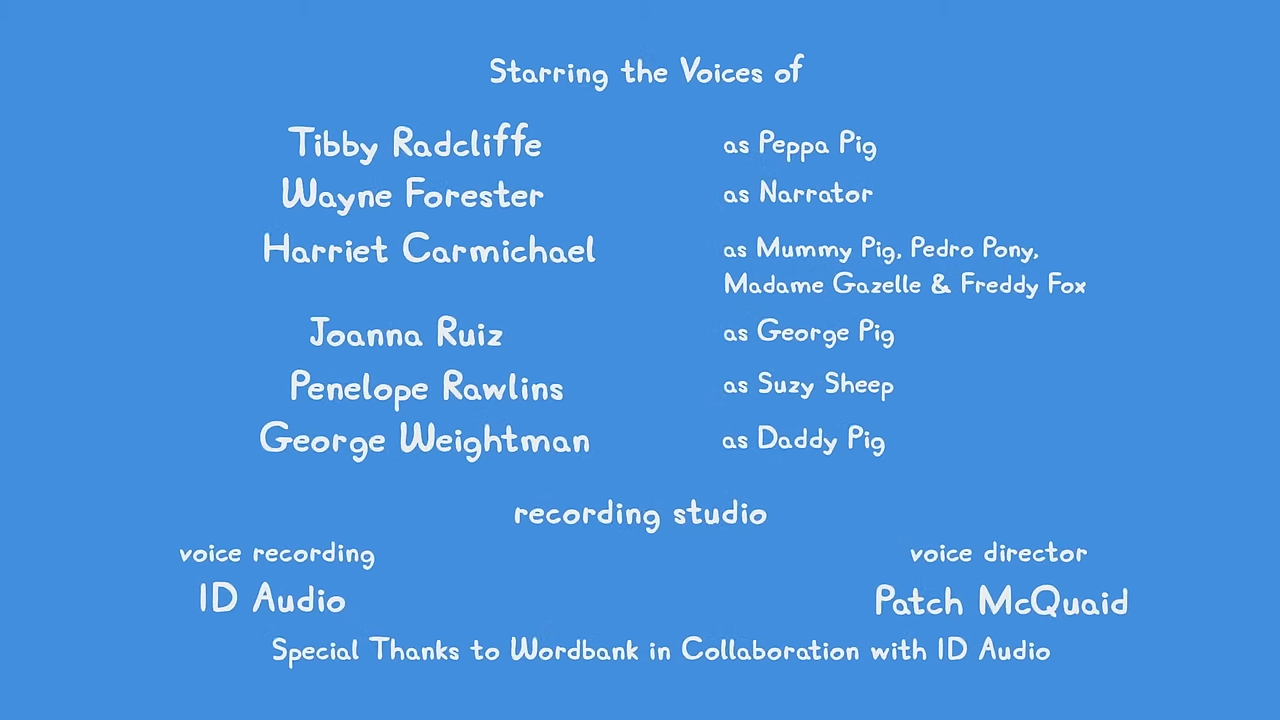 Starring the Voices of
Tibby Radcliffe as Peppa Pig
Wayne Forester as Narrator
Harriet Carmichael as Mummy Pig, Pedro Pony,
Madame Gazelle & Freddy Fox
Joanna Ruiz as George Pig
Penelope Rawlins as Suzy Sheep
George Weightman as Daddy Pig
recording studio
voice recording voice director
ID Audio Patch McQuaid
Special Thanks to Wordbank in Collaboration with ID Audio